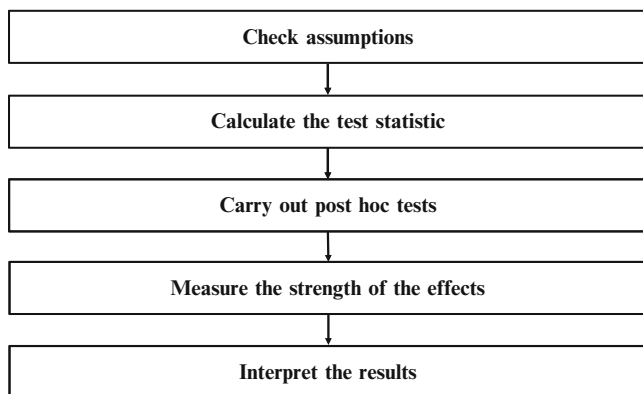 Check assumptions
Calculate the test statistic
Carry out post hoc tests
Measure the strength of the effects
Interpret the results